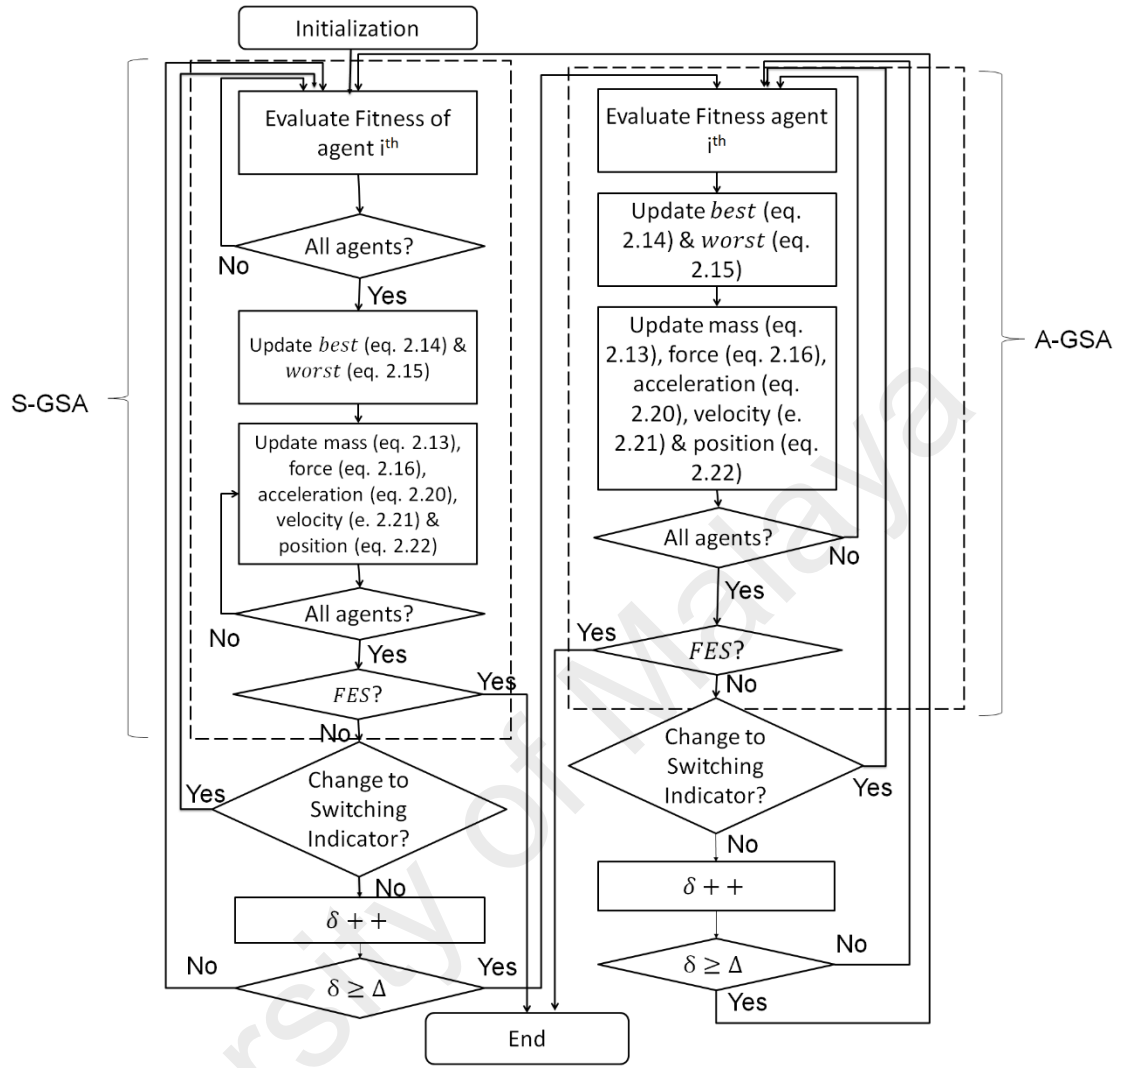 Initialization
S-GSA
Evaluate Fitness of
agent iᵗʰ
All agents?
No
Yes
Update best (eq. 2.14) &
worst (eq. 2.15)
Update mass (eq. 2.13),
force (eq. 2.16),
acceleration (eq. 2.20),
velocity (e. 2.21) &
position (eq. 2.22)
All agents?
No
Yes
FES?
Yes
No
Change to
Switching
Indicator?
Yes
No
δ + +
δ ≥ Δ
No
Yes
A-GSA
Evaluate Fitness agent
iᵗʰ
Update best (eq.
2.14) & worst (eq.
2.15)
Update mass (eq.
2.13), force (eq. 2.16),
acceleration (eq.
2.20), velocity (e.
2.21) & position (eq.
2.22)
All agents?
No
Yes
FES?
Yes
No
Change to
Switching
Indicator?
Yes
No
δ + +
δ ≥ Δ
No
Yes
End
rsity of Malaya